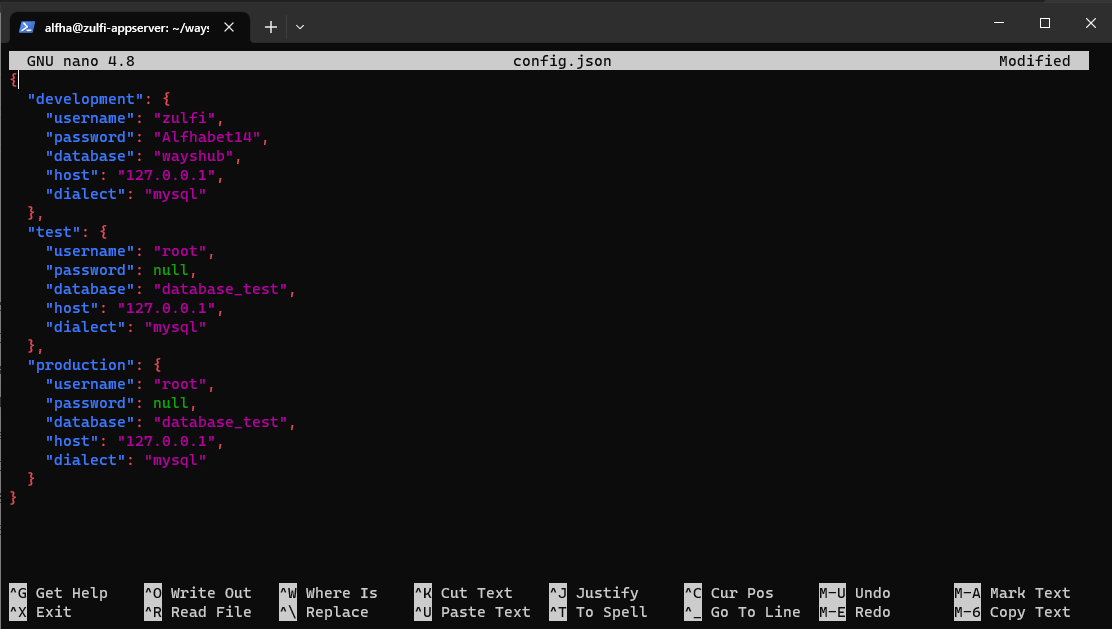 alfha@zulfi-appserver: ~/ways
GNU nano 4.8 config.json Modified
{
  "development": {
    "username": "zulfi",
    "password": "Alfhabet14",
    "database": "wayshub",
    "host": "127.0.0.1",
    "dialect": "mysql"
  },
  "test": {
    "username": "root",
    "password": null,
    "database": "database_test",
    "host": "127.0.0.1",
    "dialect": "mysql"
  },
  "production": {
    "username": "root",
    "password": null,
    "database": "database_test",
    "host": "127.0.0.1",
    "dialect": "mysql"
  }
}
^G Get Help ^O Write Out ^W Where Is ^K Cut Text ^J Justify ^C Cur Pos M-U Undo M-A Mark Text
^X Exit ^R Read File ^\ Replace ^U Paste Text ^T To Spell ^_ Go To Line M-E Redo M-6 Copy Text